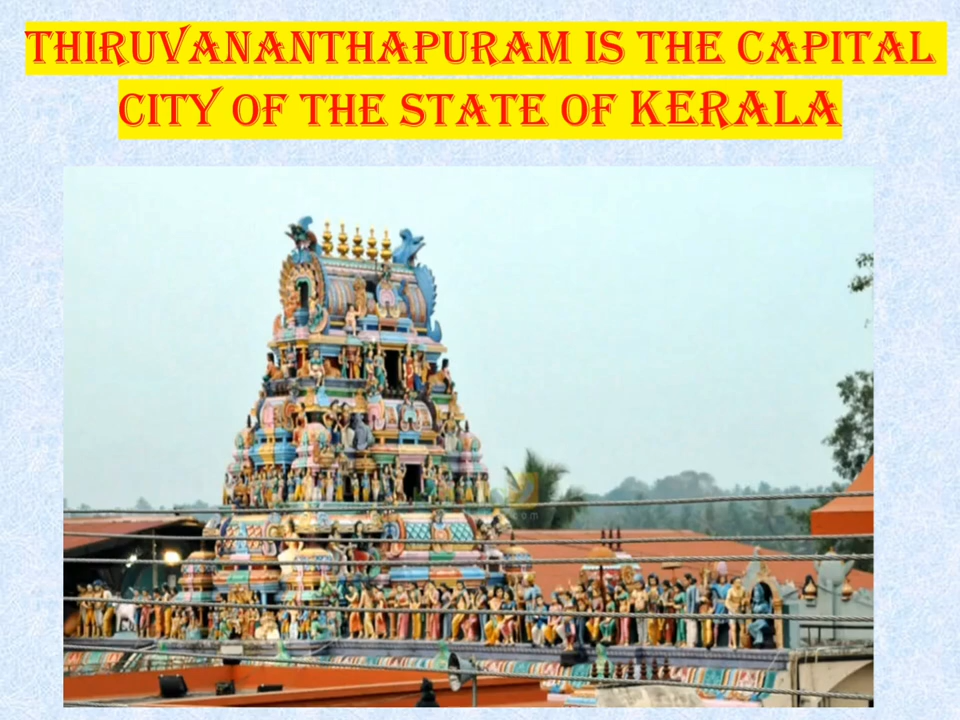 THIRUVANANTHAPURAM IS THE CAPITAL
CITY OF THE STATE OF KERALA